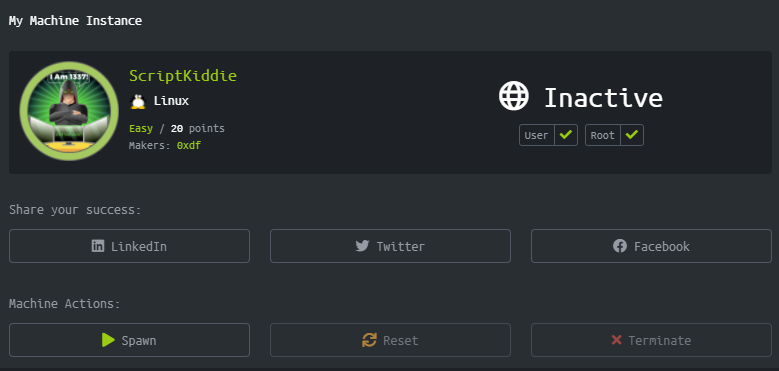 My Machine Instance
I Am 1337!
ScriptKiddie
Linux
Easy / 20 points
Makers: 0xdf
Inactive
User
Root
Share your success:
LinkedIn
Twitter
Facebook
Machine Actions:
Spawn
Reset
Terminate